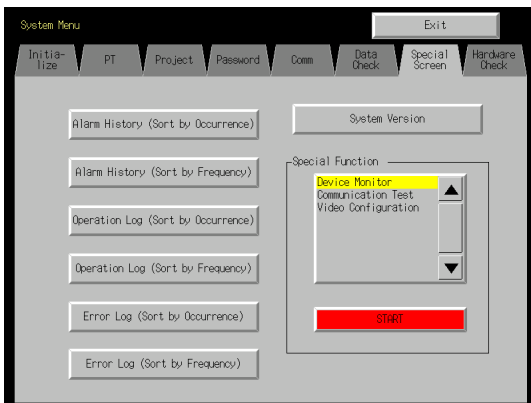 System Menu
Exit
Initia-
lize
PT
Project
Password
Comm
Data
Check
Special
Screen
Hardware
Check
Alarm History (Sort by Occurrence)
Alarm History (Sort by Frequency)
Operation Log (Sort by Occurrence)
Operation Log (Sort by Frequency)
Error Log (Sort by Occurrence)
Error Log (Sort by Frequency)
System Version
Special Function
Device Monitor
Communication Test
Video Configuration
START